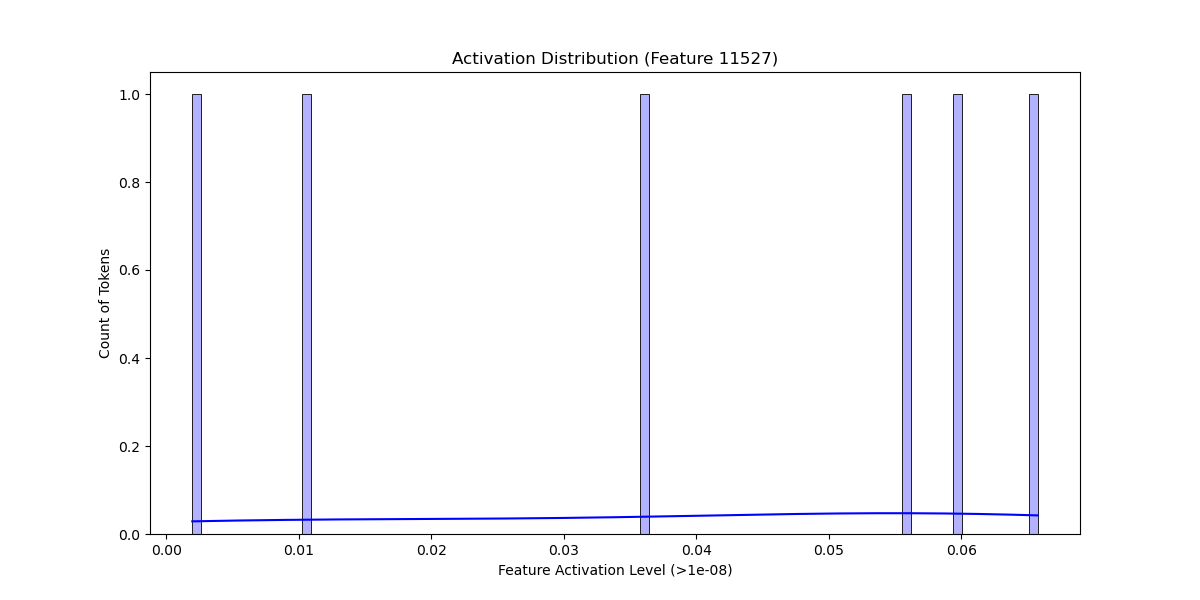 Activation Distribution (Feature 11527)
1.0
0.8
0.6
0.4
0.2
0.0
Count of Tokens
0.00 0.01 0.02 0.03 0.04 0.05 0.06
Feature Activation Level (>1e-08)